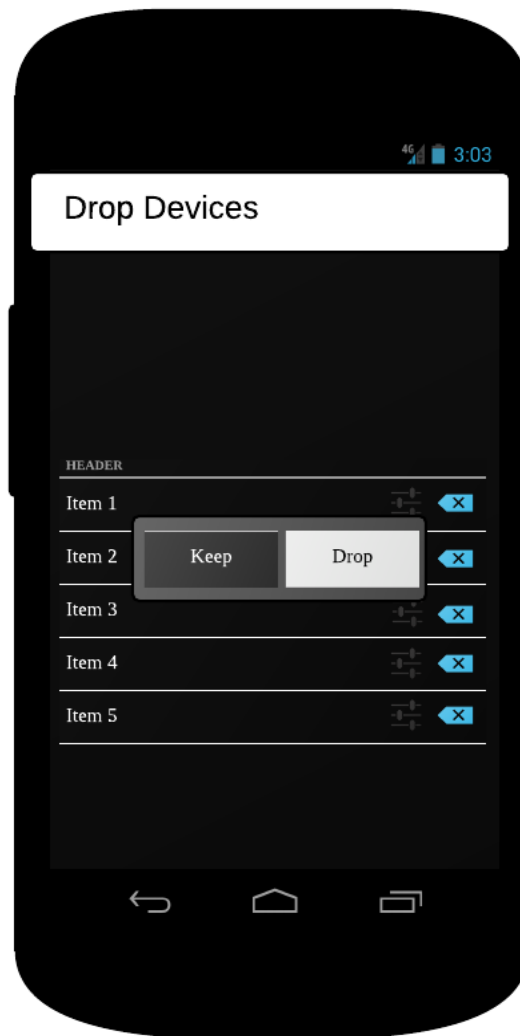 4G 3:03
Drop Devices
HEADER
Item 1
Item 2
Keep Drop
Item 3
Item 4
Item 5